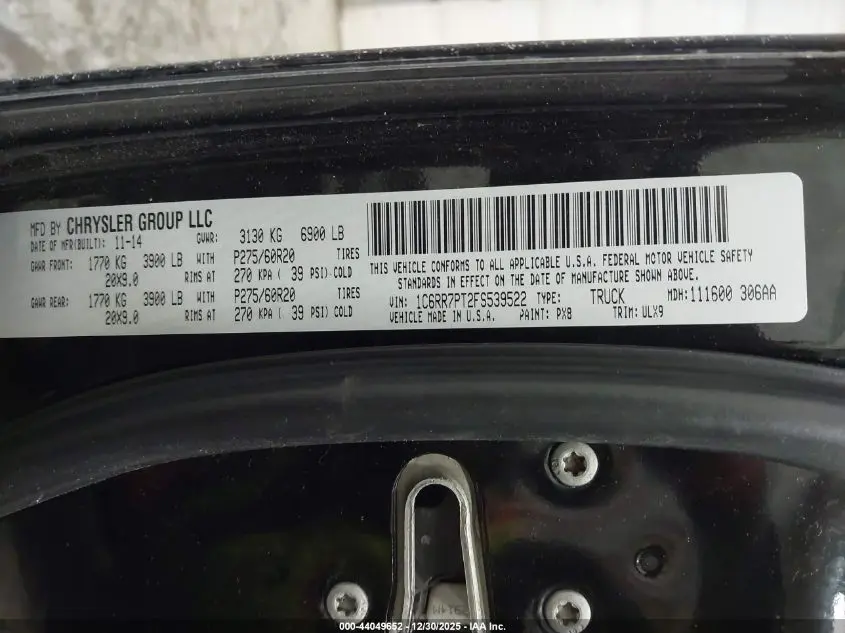 MFD BY CHRYSLER GROUP LLC
DATE OF MFR(BUILT): 11-14 GVWR: 3130 KG 6900 LB
GAWR FRONT: 1770 KG 3900 LB WITH P275/60R20 TIRES
20X9.0 RIMS AT 270 KPA ( 39 PSI) COLD
GAWR REAR: 1770 KG 3900 LB WITH P275/60R20 TIRES
20X9.0 RIMS AT 270 KPA ( 39 PSI) COLD
THIS VEHICLE CONFORMS TO ALL APPLICABLE U.S.A. FEDERAL MOTOR VEHICLE SAFETY
STANDARDS IN EFFECT ON THE DATE OF MANUFACTURE SHOWN ABOVE.
VIN: 1C6RR7PT2FS539522 TYPE: TRUCK MDH: 111600 306AA
VEHICLE MADE IN U.S.A. PAINT: PX8 TRIM: ULX9
000-44049652 - 12/30/2025 - IAA Inc.